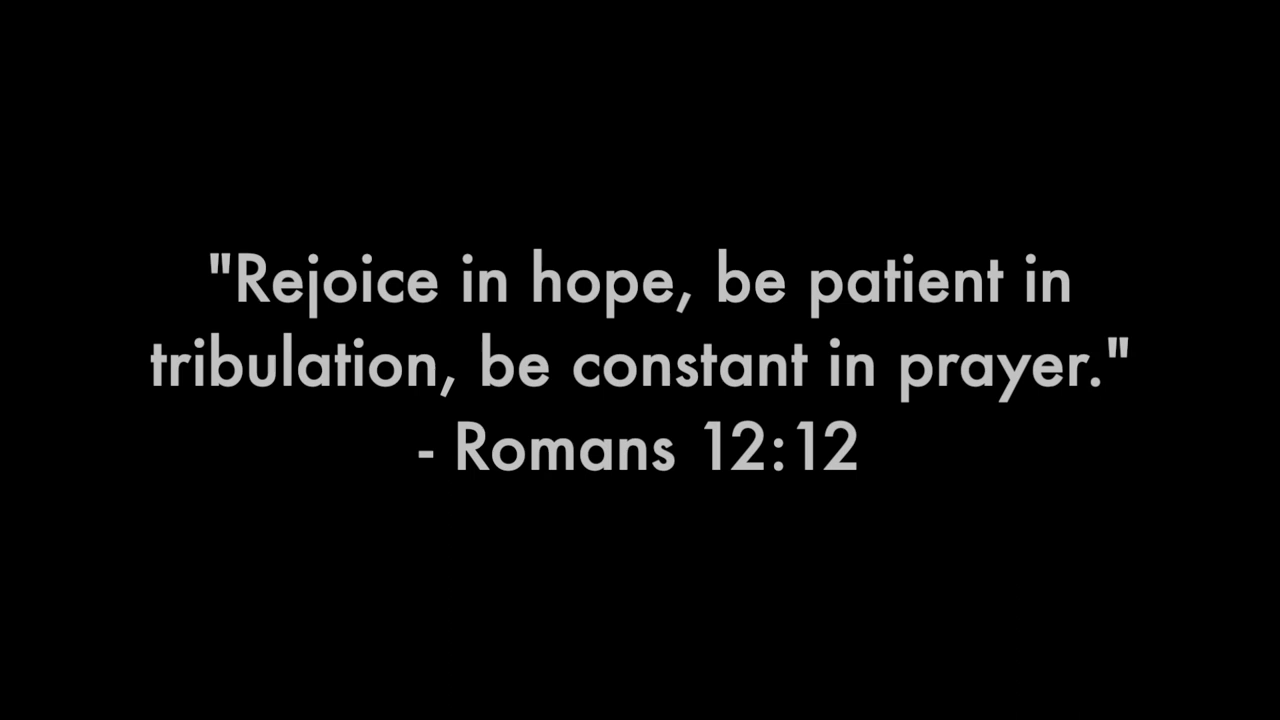 "Rejoice in hope, be patient in
tribulation, be constant in prayer."
- Romans 12:12